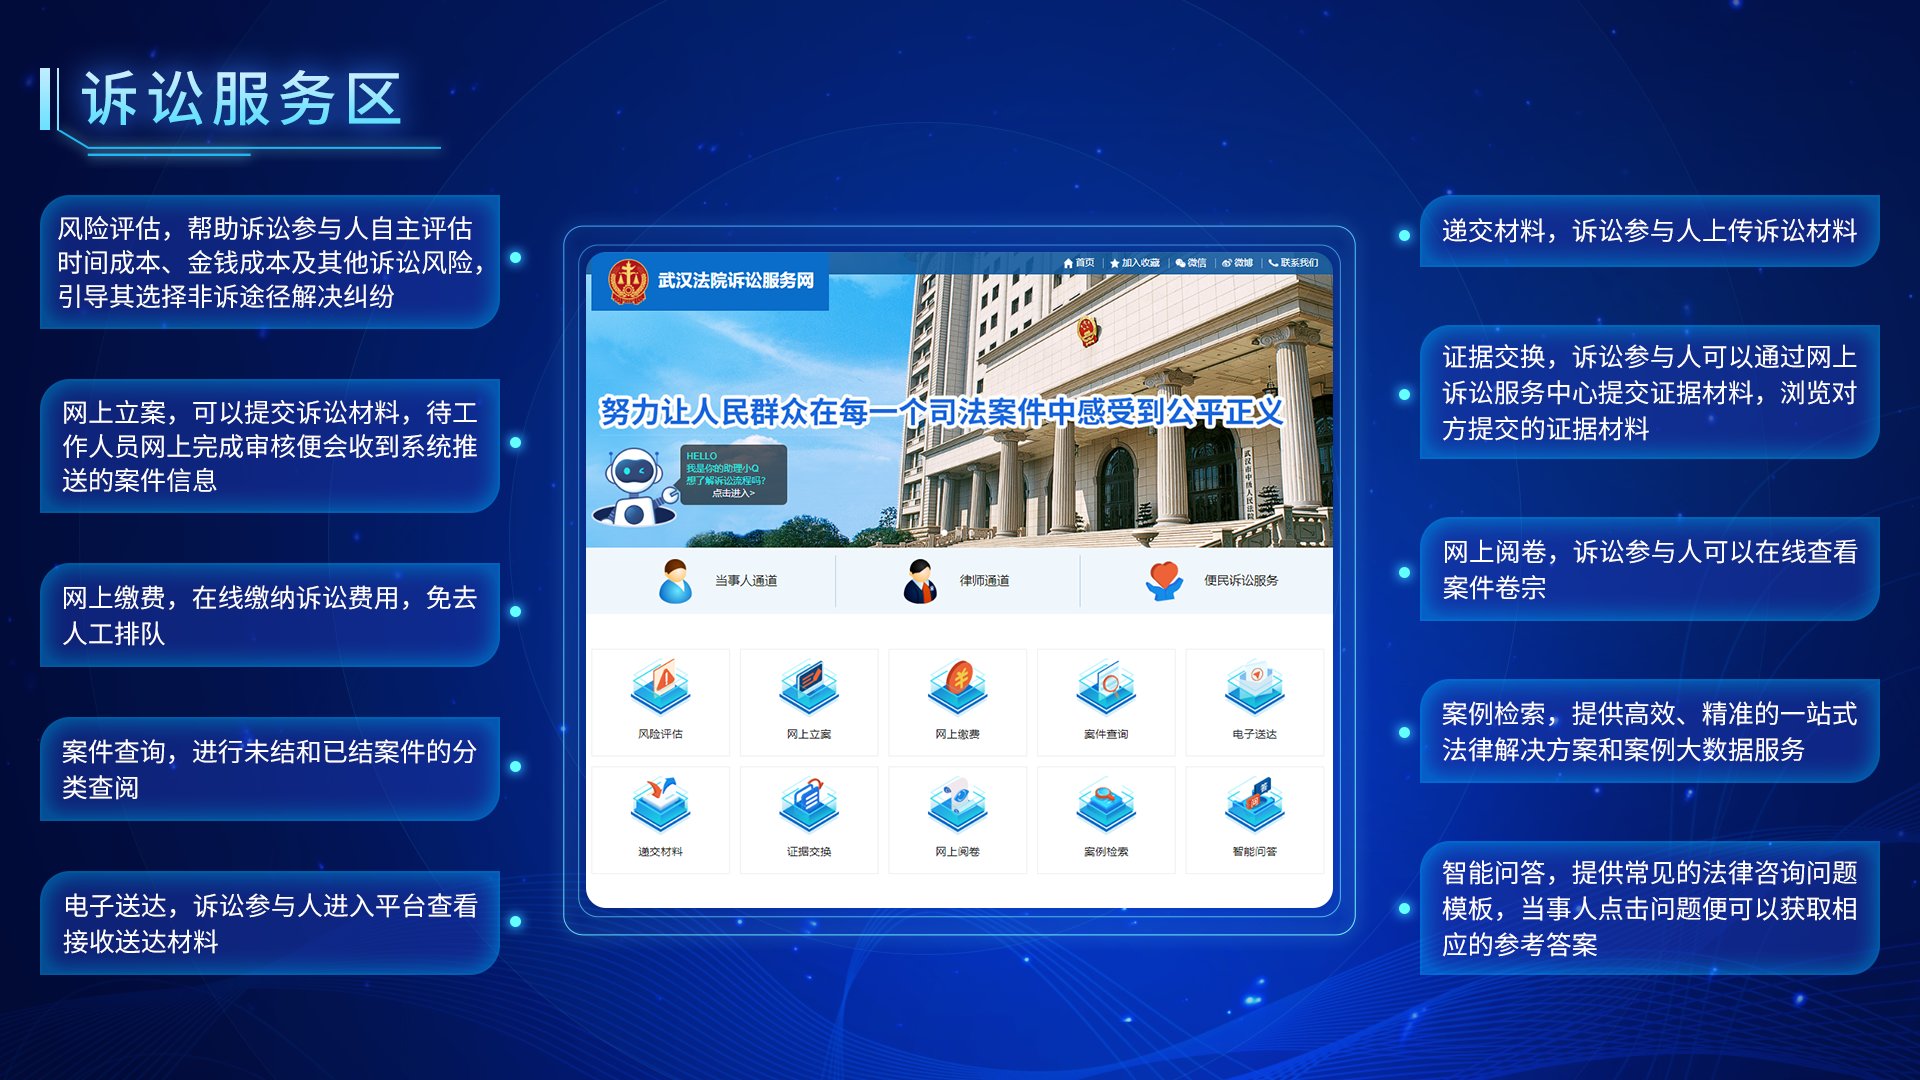 诉讼服务区
风险评估，帮助诉讼参与人自主评估
时间成本、金钱成本及其他诉讼风险，
引导其选择非诉途径解决纠纷
网上立案，可以提交诉讼材料，待工
作人员网上完成审核便会收到系统推
送的案件信息
网上缴费，在线缴纳诉讼费用，免去
人工排队
案件查询，进行未结和已结案件的分
类查阅
电子送达，诉讼参与人进入平台查看
接收送达材料
武汉法院诉讼服务网
首页
加入收藏
微信
微博
联系我们
努力让人民群众在每一个司法案件中感受到公平正义
HELLO
我是你的助理小Q
想了解诉讼流程吗?
点击进入>
武汉市中级人民法院
当事人通道
律师通道
便民诉讼服务
风险评估
网上立案
网上缴费
案件查询
电子送达
递交材料
证据交换
网上阅卷
案例检索
智能问答
递交材料，诉讼参与人上传诉讼材料
证据交换，诉讼参与人可以通过网上
诉讼服务中心提交证据材料，浏览对
方提交的证据材料
网上阅卷，诉讼参与人可以在线查看
案件卷宗
案例检索，提供高效、精准的一站式
法律解决方案和案例大数据服务
智能问答，提供常见的法律咨询问题
模板，当事人点击问题便可以获取相
应的参考答案